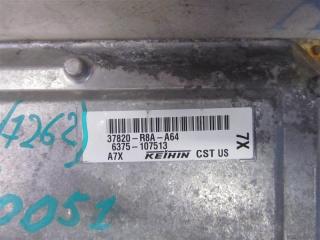 (4262)
37820-R8A-A64
6375-107513
A7X KEIHIN CST US
7X
0051